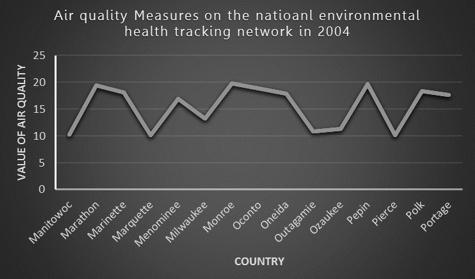 Air quality Measures on the natioanl environmental
health tracking network in 2004
VALUE OF AIR QUALITY
25
20
15
10
5
0
Manitowoc
Marathon
Marinette
Marquette
Menominee
Milwaukee
Monroe
Oconto
Oneida
Outagamie
Ozaukee
Pepin
Pierce
Polk
Portage
COUNTRY